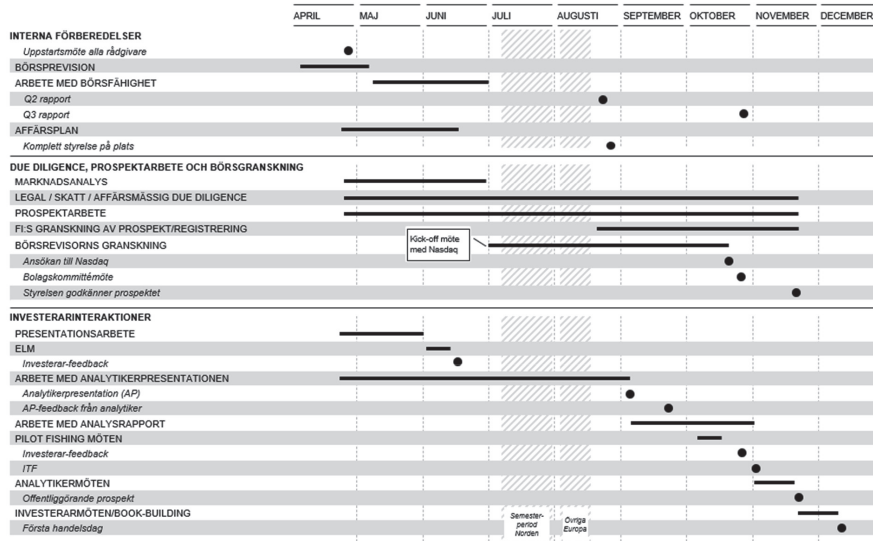 APRIL MAJ JUNI JULI AUGUSTI SEPTEMBER OKTOBER NOVEMBER DECEMBER
INTERNA FÖRBEREDELSER
Uppstartsmöte alla rådgivare
BÖRSPREVISION
ARBETE MED BÖRSFÄHIGHET
Q2 rapport
Q3 rapport
AFFÄRSPLAN
Komplett styrelse på plats
DUE DILIGENCE, PROSPEKTARBETE OCH BÖRSGRANSKNING
MARKNADSANALYS
LEGAL / SKATT / AFFÄRSMÄSSIG DUE DILIGENCE
PROSPEKTARBETE
FI:S GRANSKNING AV PROSPEKT/REGISTRERING
BÖRSREVISORNS GRANSKNING
Kick-off möte
med Nasdaq
Ansökan till Nasdaq
Bolagskommittémöte
Styrelsen godkänner prospektet
INVESTERARINTERAKTIONER
PRESENTATIONSARBETE
ELM
Investerar-feedback
ARBETE MED ANALYTIKERPRESENTATIONEN
Analytikerpresentation (AP)
AP-feedback från analytiker
ARBETE MED ANALYSRAPPORT
PILOT FISHING MÖTEN
Investerar-feedback
ITF
ANALYTIKERMÖTEN
Offentliggörande prospekt
INVESTERARMÖTEN/BOOK-BUILDING
Första handelsdag
Semester-
period
Norden
Övriga
Europa